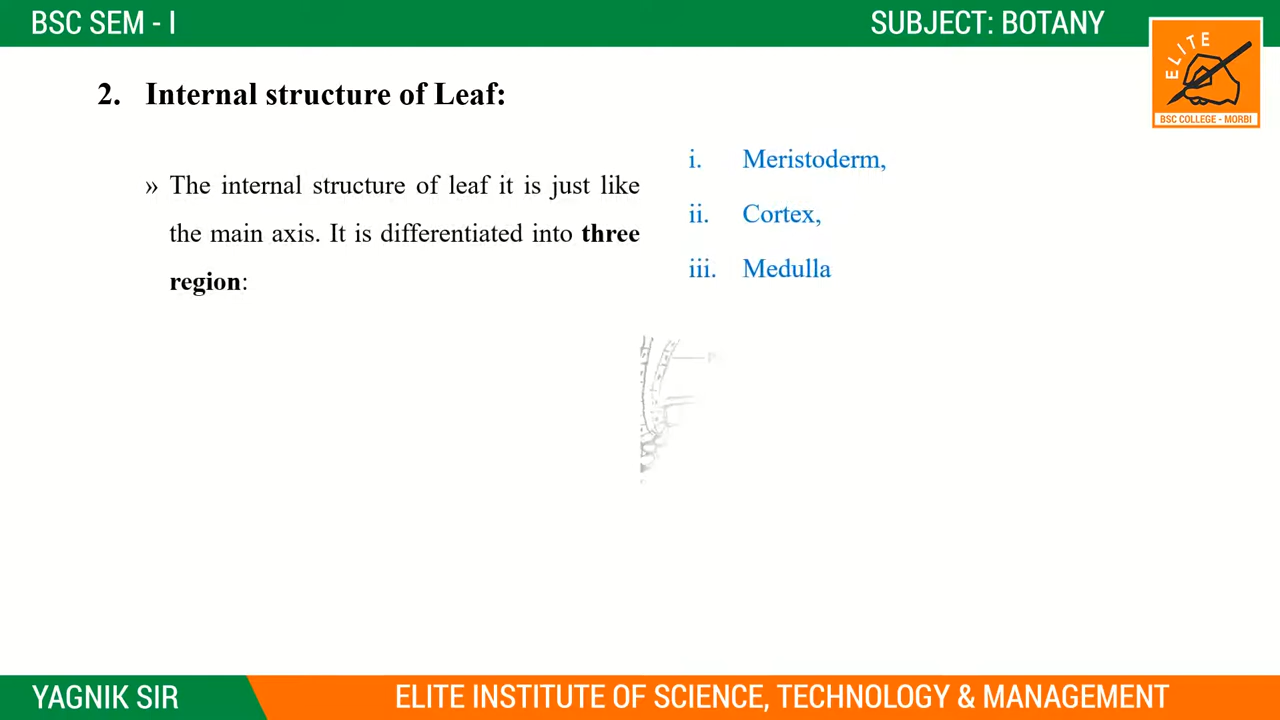 BSC SEM - I
SUBJECT: BOTANY
ELITE
BSC COLLEGE - MORBI
2. Internal structure of Leaf:
» The internal structure of leaf it is just like
the main axis. It is differentiated into three
region:
i. Meristoderm,
ii. Cortex,
iii. Medulla
YAGNIK SIR
ELITE INSTITUTE OF SCIENCE, TECHNOLOGY & MANAGEMENT